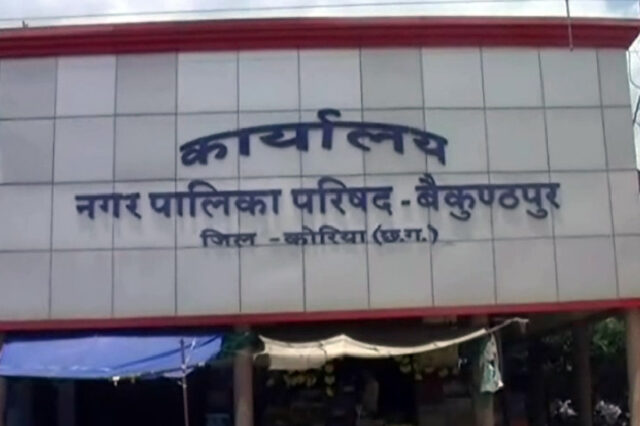 कार्यालय
नगर पालिका परिषद - बैकुण्ठपुर
जिल - कोरिया (छ.ग.)